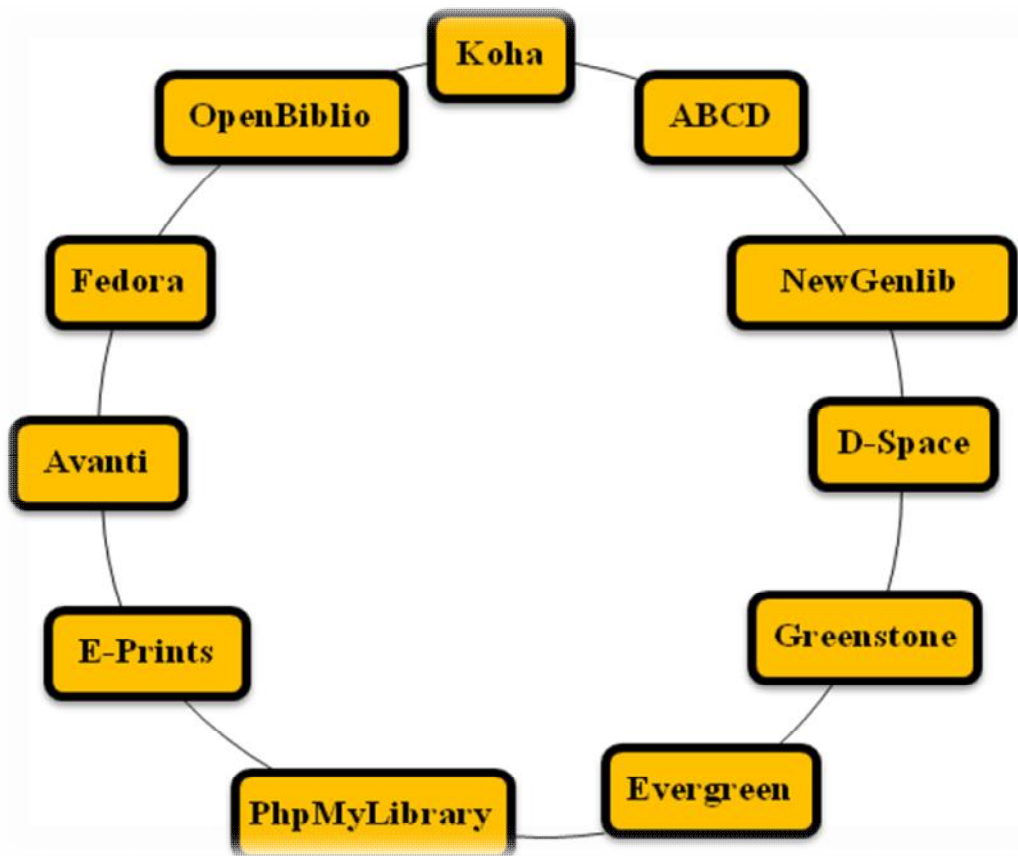 Koha
OpenBiblio
ABCD
Fedora
NewGenlib
Avanti
D-Space
E-Prints
Greenstone
PhpMyLibrary
Evergreen